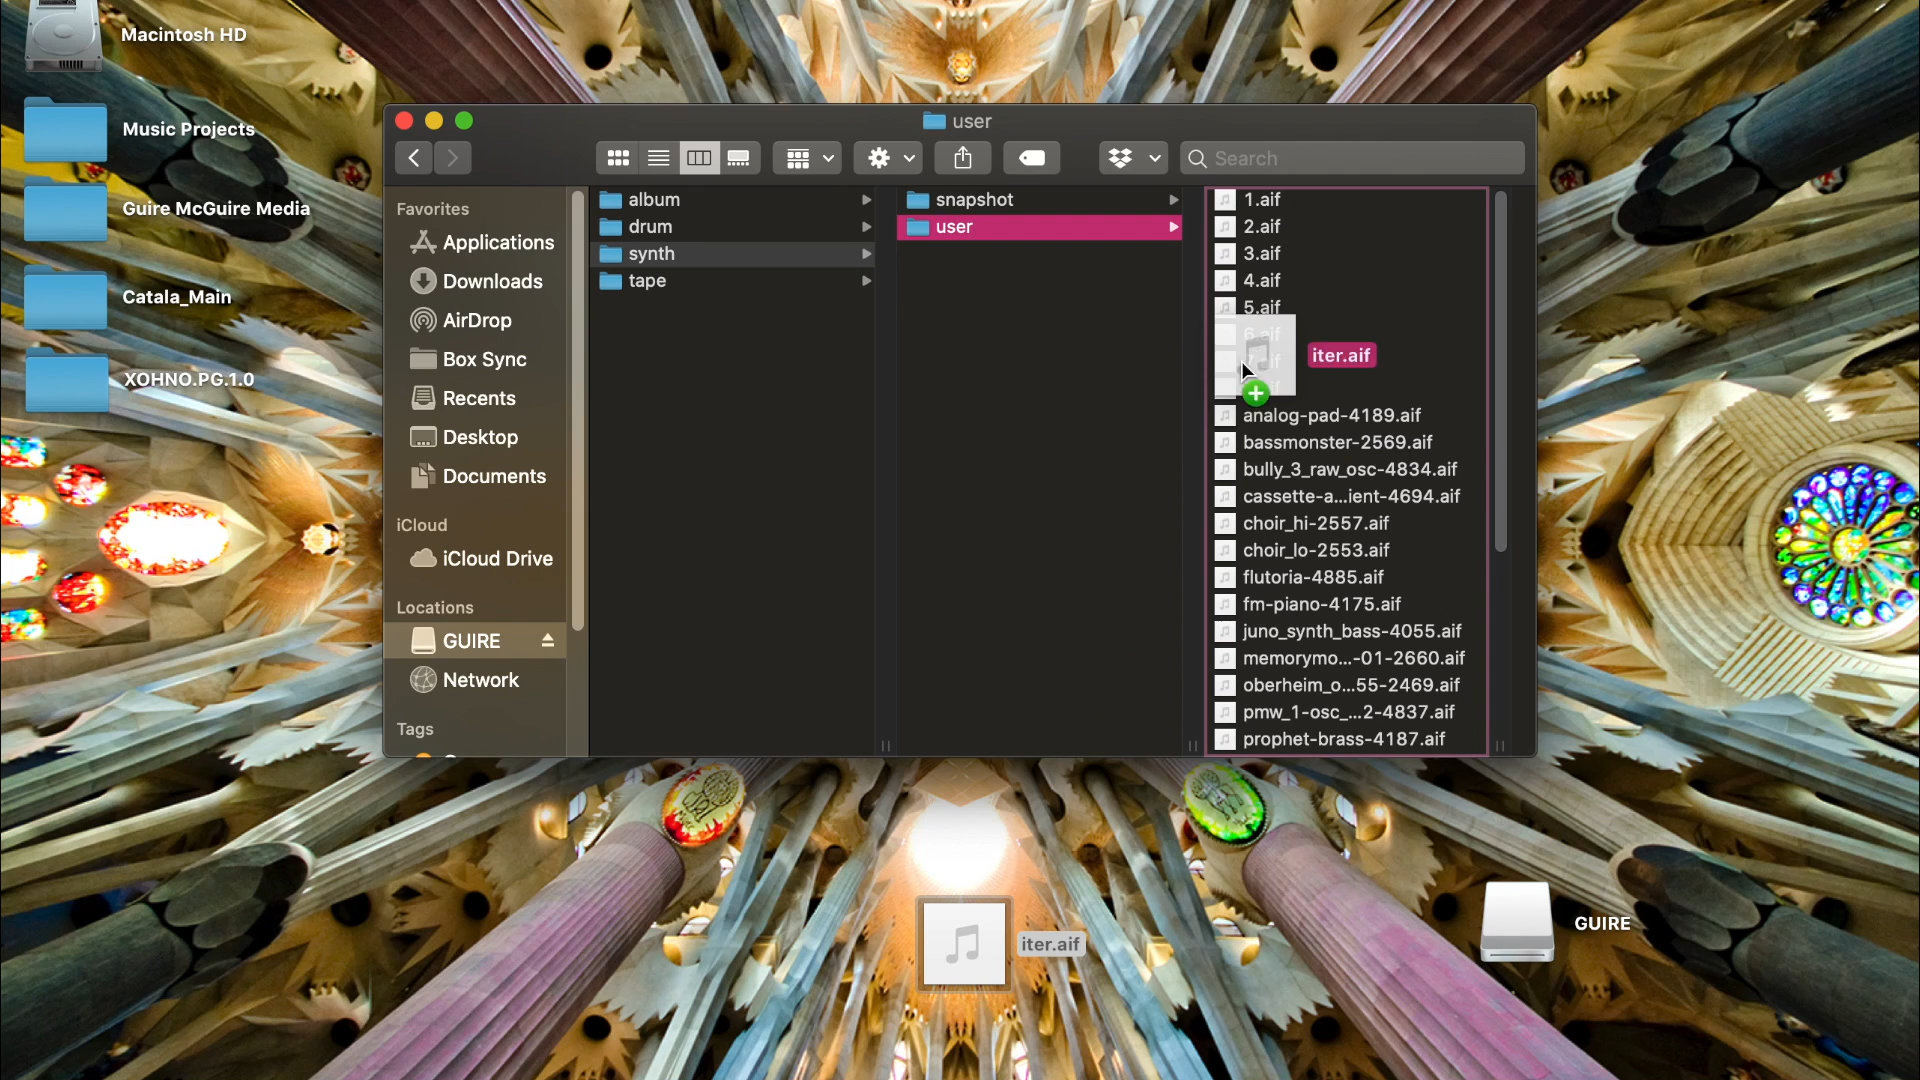 Macintosh HD
Music Projects
Guire McGuire Media
Catala_Main
XOHNO.PG.1.0
user
Search
Favorites
Applications
Downloads
AirDrop
Box Sync
Recents
Desktop
Documents
iCloud
iCloud Drive
Locations
GUIRE
Network
Tags
album
drum
synth
tape
snapshot
user
1.aif
2.aif
3.aif
4.aif
5.aif
6.aif
7.aif
iter.aif
analog-pad-4189.aif
bassmonster-2569.aif
bully_3_raw_osc-4834.aif
cassette-a...ient-4694.aif
choir_hi-2557.aif
choir_lo-2553.aif
flutoria-4885.aif
fm-piano-4175.aif
juno_synth_bass-4055.aif
memorymo...-01-2660.aif
oberheim_o...55-2469.aif
pmw_1-osc_...2-4837.aif
prophet-brass-4187.aif
iter.aif
GUIRE